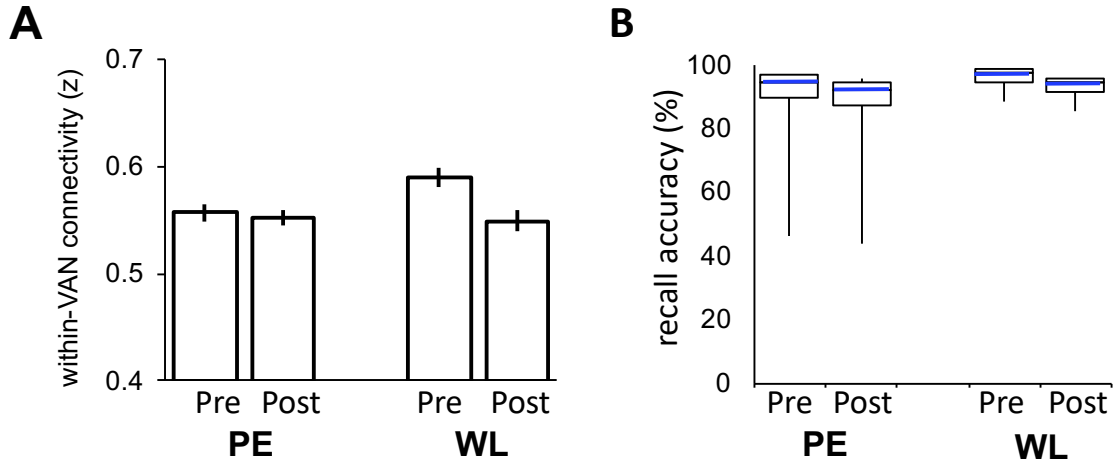 A
within-VAN connectivity (z)
0.7
0.6
0.5
0.4
Pre Post Pre Post
PE WL
B
recall accuracy (%)
100
80
60
40
20
0
Pre Post Pre Post
PE WL